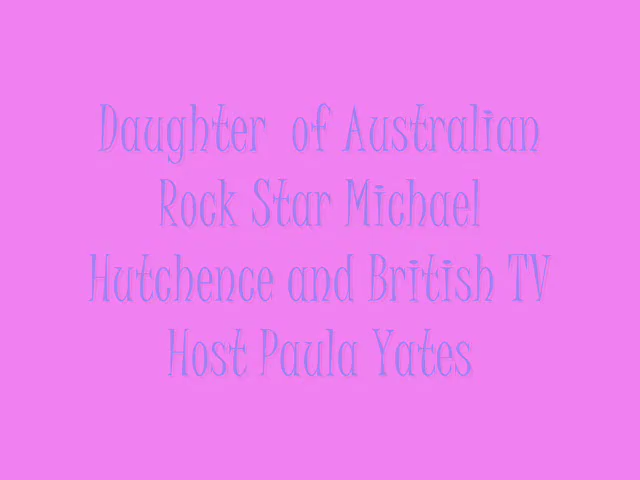 Daughter of Australian
Rock Star Michael
Hutchence and British TV
Host Paula Yates